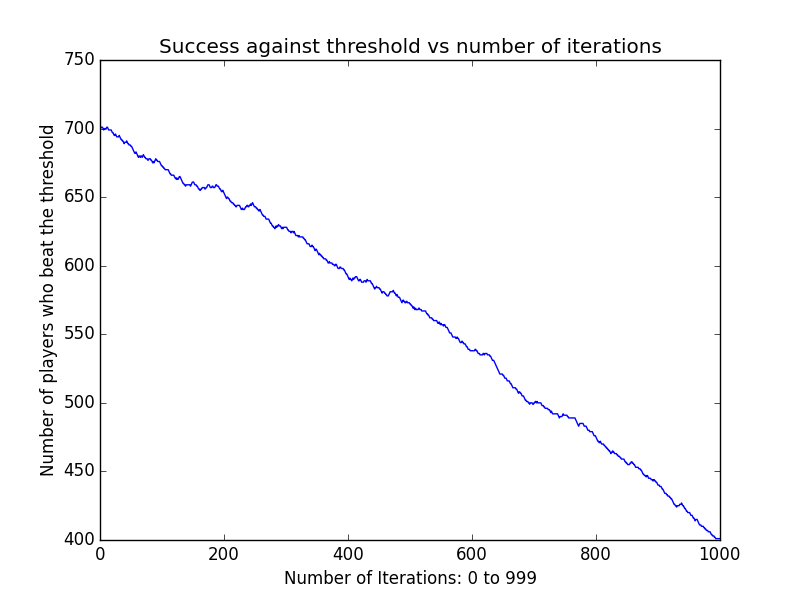 Success against threshold vs number of iterations
750
700
650
600
550
500
450
400
Number of players who beat the threshold
0 200 400 600 800 1000
Number of Iterations: 0 to 999